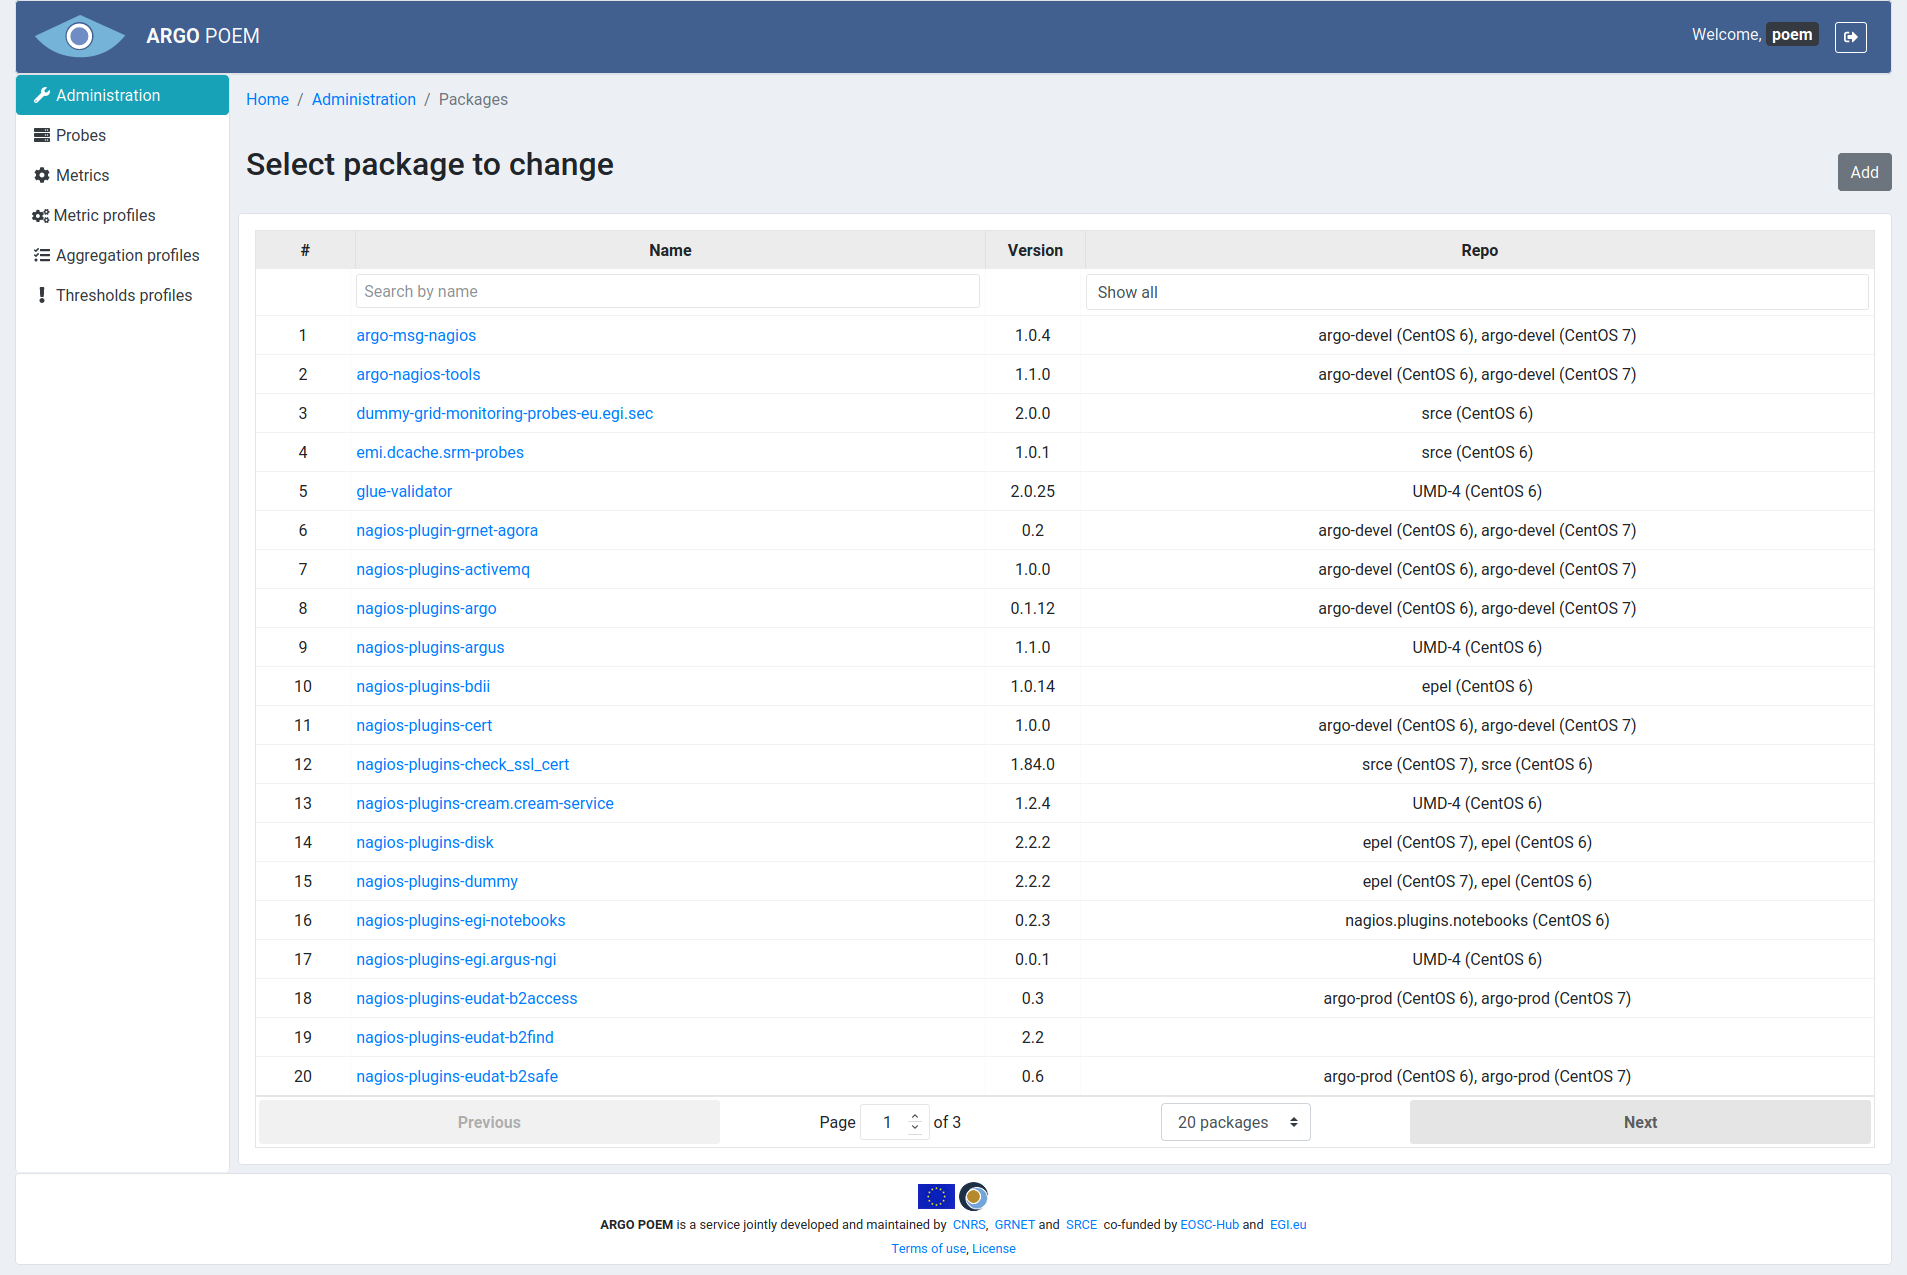 ARGO POEM
Welcome, poem
Administration
Probes
Metrics
Metric profiles
Aggregation profiles
Thresholds profiles
Home / Administration / Packages
Select package to change
Add
# Name Version Repo
Search by name Show all
1 argo-msg-nagios 1.0.4 argo-devel (CentOS 6), argo-devel (CentOS 7)
2 argo-nagios-tools 1.1.0 argo-devel (CentOS 6), argo-devel (CentOS 7)
3 dummy-grid-monitoring-probes-eu.egi.sec 2.0.0 srce (CentOS 6)
4 emi.dcache.srm-probes 1.0.1 srce (CentOS 6)
5 glue-validator 2.0.25 UMD-4 (CentOS 6)
6 nagios-plugin-grnet-agora 0.2 argo-devel (CentOS 6), argo-devel (CentOS 7)
7 nagios-plugins-activemq 1.0.0 argo-devel (CentOS 6), argo-devel (CentOS 7)
8 nagios-plugins-argo 0.1.12 argo-devel (CentOS 6), argo-devel (CentOS 7)
9 nagios-plugins-argus 1.1.0 UMD-4 (CentOS 6)
10 nagios-plugins-bdii 1.0.14 epel (CentOS 6)
11 nagios-plugins-cert 1.0.0 argo-devel (CentOS 6), argo-devel (CentOS 7)
12 nagios-plugins-check_ssl_cert 1.84.0 srce (CentOS 7), srce (CentOS 6)
13 nagios-plugins-cream.cream-service 1.2.4 UMD-4 (CentOS 6)
14 nagios-plugins-disk 2.2.2 epel (CentOS 7), epel (CentOS 6)
15 nagios-plugins-dummy 2.2.2 epel (CentOS 7), epel (CentOS 6)
16 nagios-plugins-egi-notebooks 0.2.3 nagios.plugins.notebooks (CentOS 6)
17 nagios-plugins-egi.argus-ngi 0.0.1 UMD-4 (CentOS 6)
18 nagios-plugins-eudat-b2access 0.3 argo-prod (CentOS 6), argo-prod (CentOS 7)
19 nagios-plugins-eudat-b2find 2.2
20 nagios-plugins-eudat-b2safe 0.6 argo-prod (CentOS 6), argo-prod (CentOS 7)
Previous Page 1 of 3 20 packages Next
ARGO POEM is a service jointly developed and maintained by CNRS, GRNET and SRCE co-funded by EOSC-Hub and EGI.eu
Terms of use, License